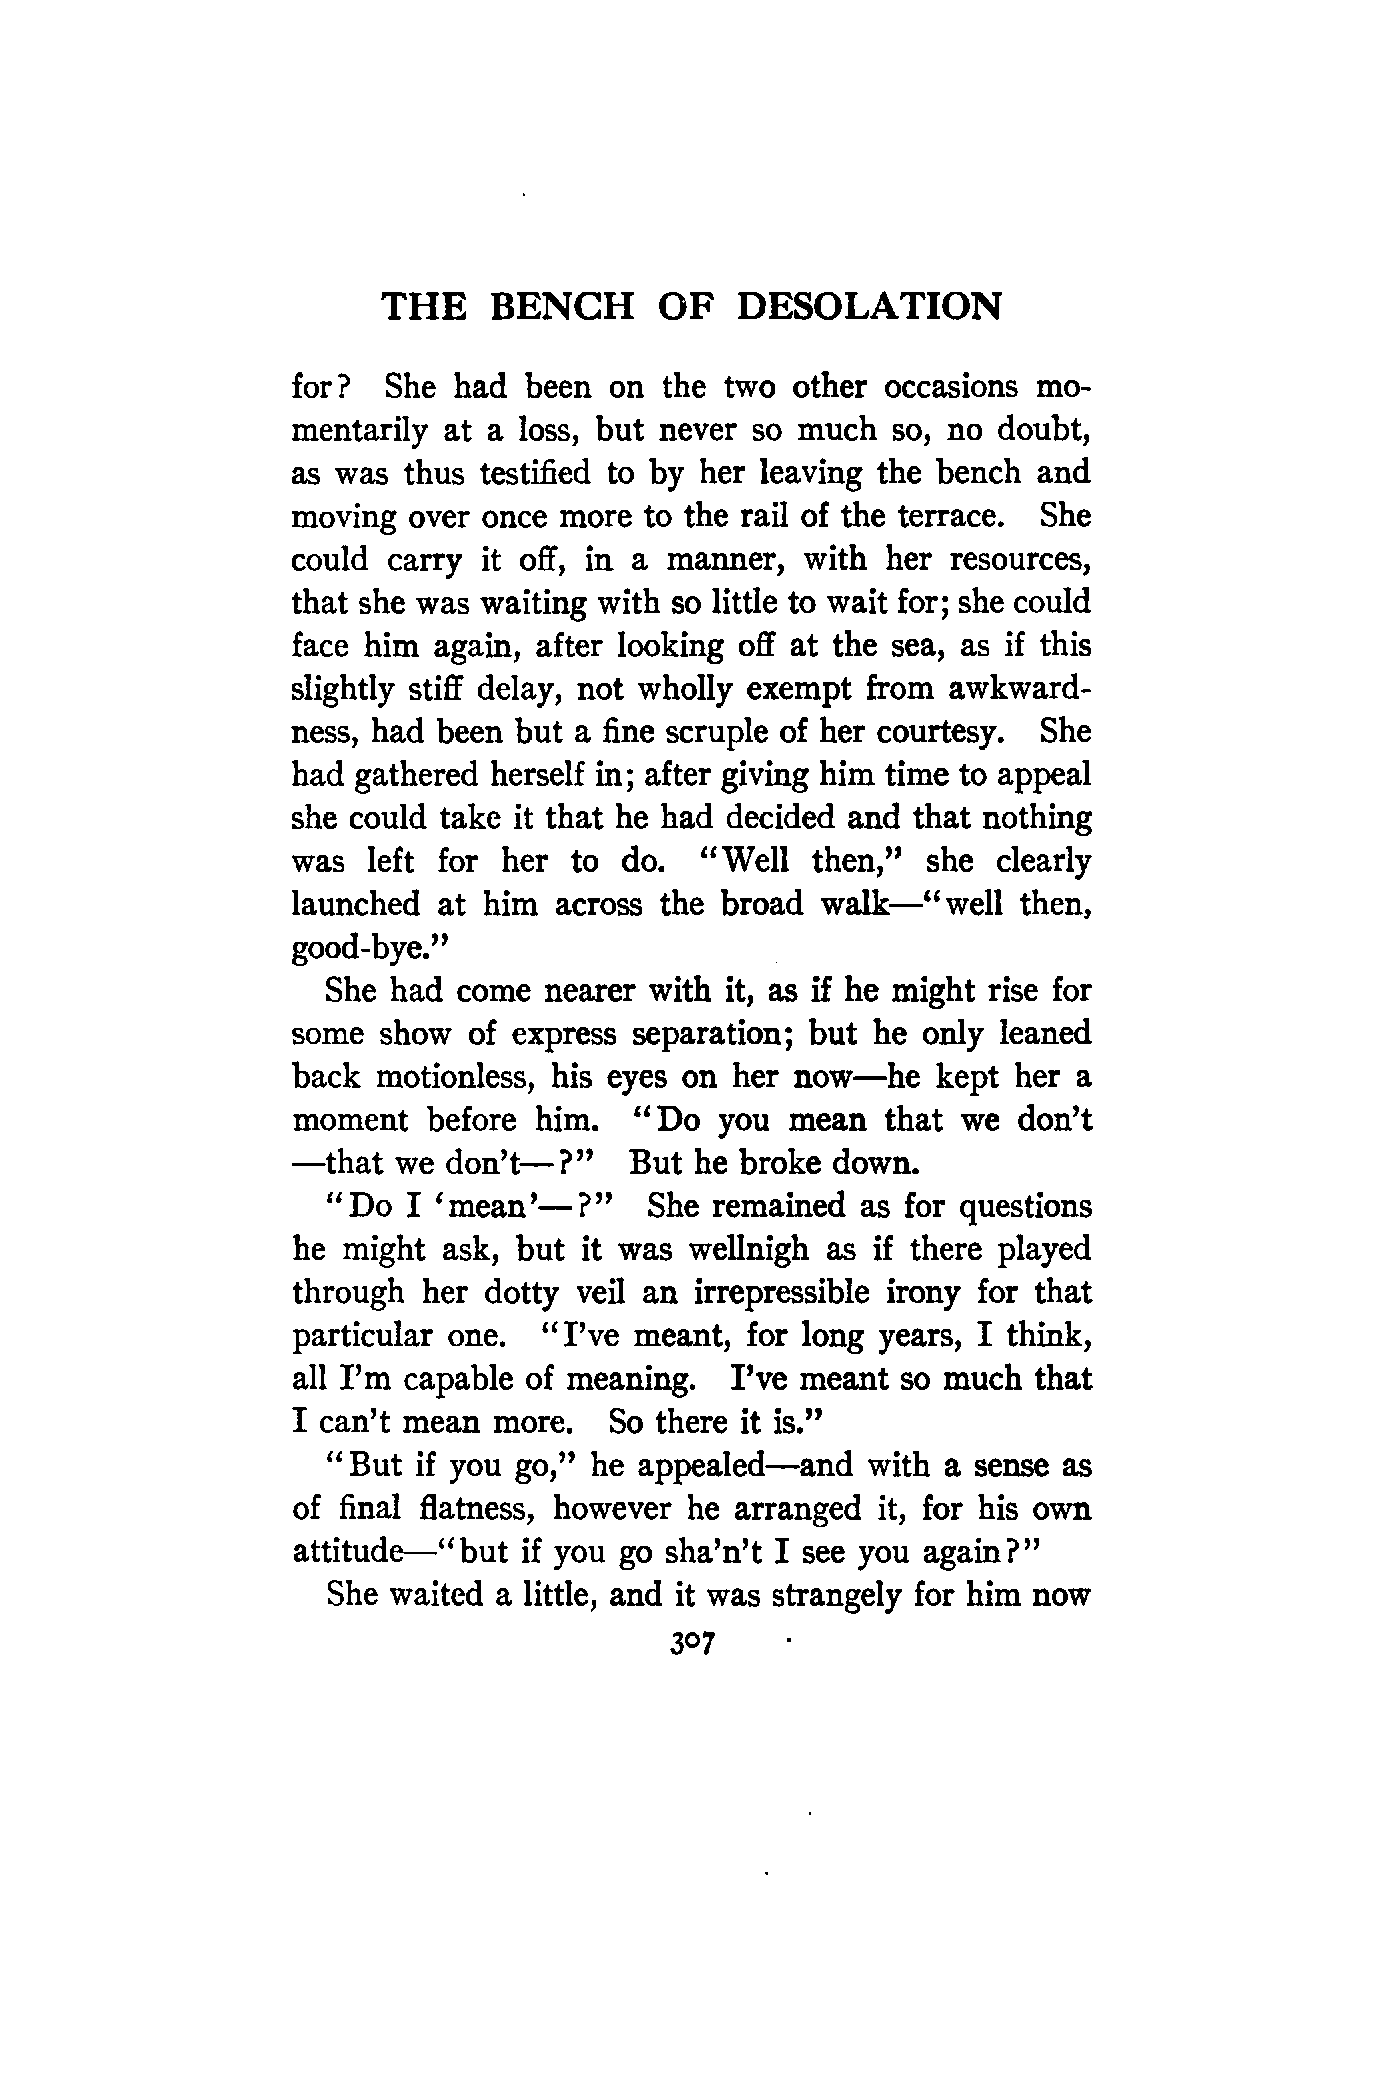 THE BENCH OF DESOLATION
for? She had been on the two other occasions mo-
mentarily at a loss, but never so much so, no doubt,
as was thus testified to by her leaving the bench and
moving over once more to the rail of the terrace. She
could carry it off, in a manner, with her resources,
that she was waiting with so little to wait for; she could
face him again, after looking off at the sea, as if this
slightly stiff delay, not wholly exempt from awkward-
ness, had been but a fine scruple of her courtesy. She
had gathered herself in; after giving him time to appeal
she could take it that he had decided and that nothing
was left for her to do. “Well then,” she clearly
launched at him across the broad walk—“well then,
good-bye.”
She had come nearer with it, as if he might rise for
some show of express separation; but he only leaned
back motionless, his eyes on her now—he kept her a
moment before him. “Do you mean that we don’t
—that we don’t—?” But he broke down.
“Do I ‘mean’—?” She remained as for questions
he might ask, but it was wellnigh as if there played
through her dotty veil an irrepressible irony for that
particular one. “I’ve meant, for long years, I think,
all I’m capable of meaning. I’ve meant so much that
I can’t mean more. So there it is.”
“But if you go,” he appealed—and with a sense as
of final flatness, however he arranged it, for his own
attitude—“but if you go sha’n’t I see you again?”
She waited a little, and it was strangely for him now
307